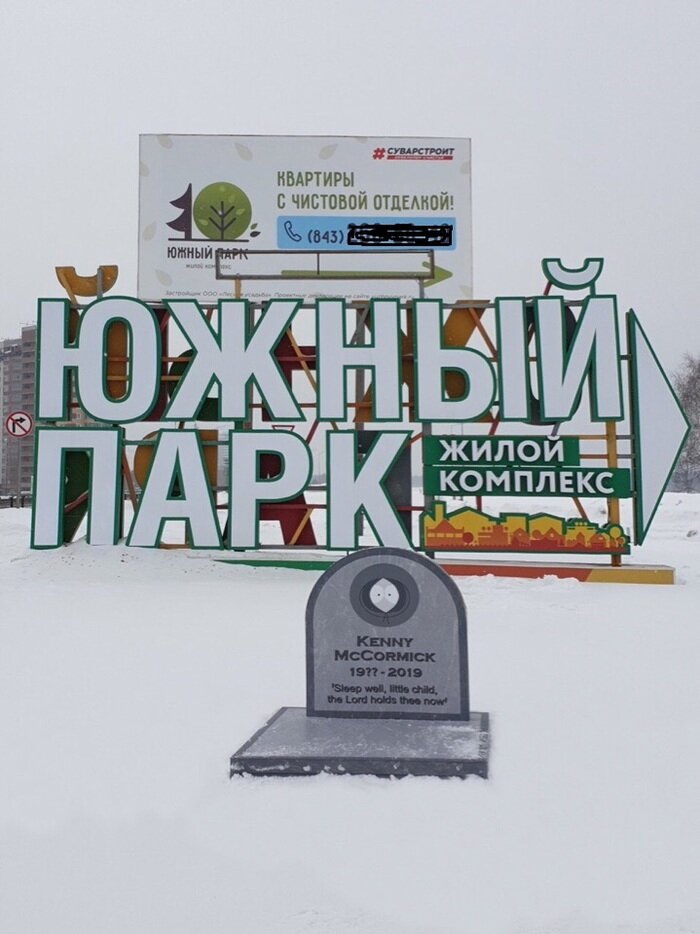 #СУВАРСТРОИТ
КВАРТИРЫ
С ЧИСТОВОЙ ОТДЕЛКОЙ!
(843)
10
ЮЖНЫЙ ПАРК
ЖИЛОЙ КОМПЛЕКС
ЮЖНЫЙ
ПАРК
ЖИЛОЙ
КОМПЛЕКС
KENNY
MCCORMICK
19?? - 2019
"Sleep well, little child,
the Lord holds thee now"